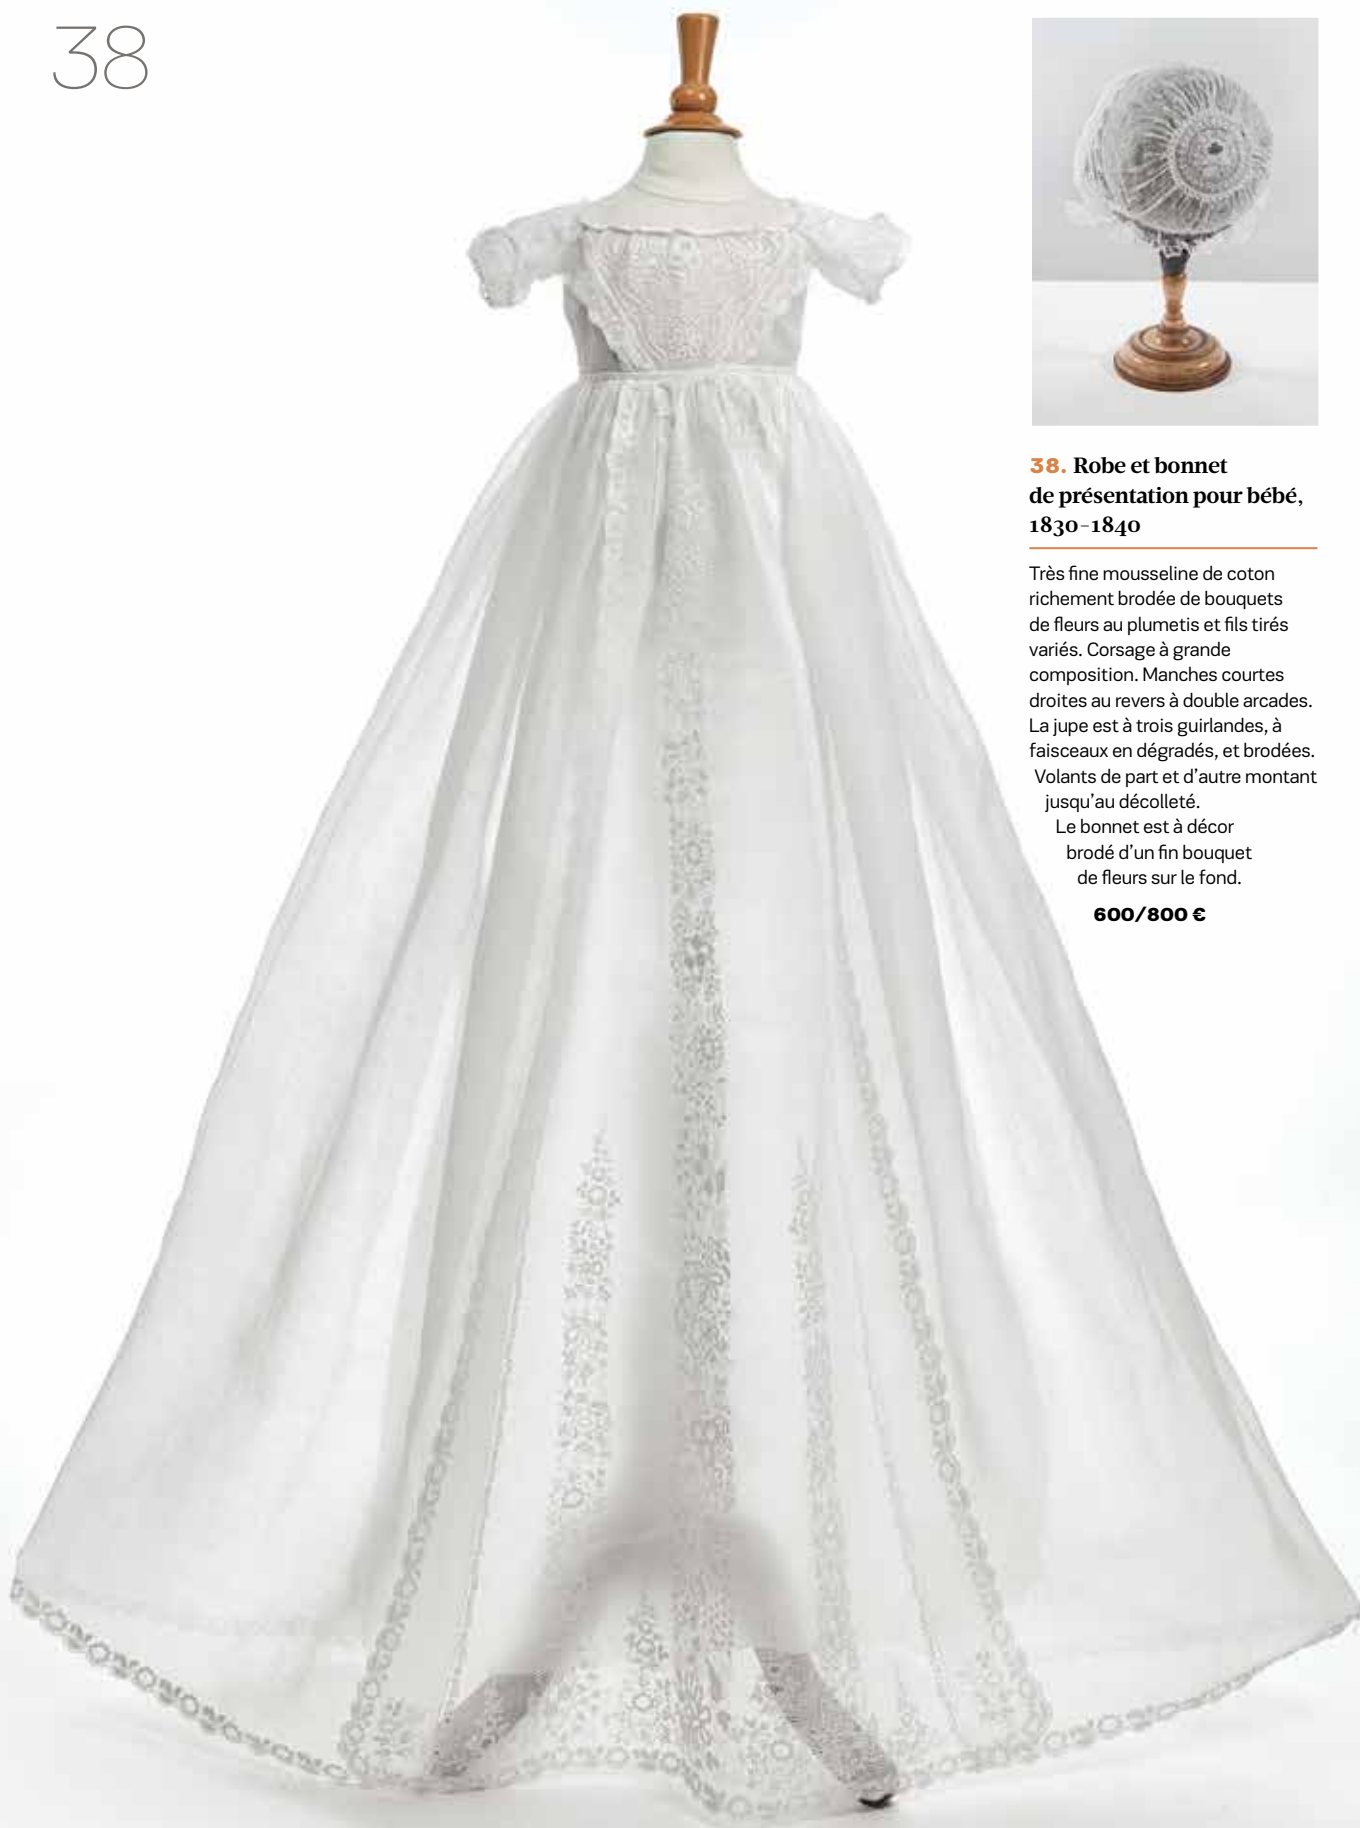 38
38. Robe et bonnet
de présentation pour bébé,
1830-1840
Très fine mousseline de coton
richement brodée de bouquets
de fleurs au plumetis et fils tirés
variés. Corsage à grande
composition. Manches courtes
droites au revers à double arcades.
La jupe est à trois guirlandes, à
faisceaux en dégradés, et brodées.
Volants de part et d'autre montant
jusqu'au décolleté.
Le bonnet est à décor
brodé d'un fin bouquet
de fleurs sur le fond.
600/800 €